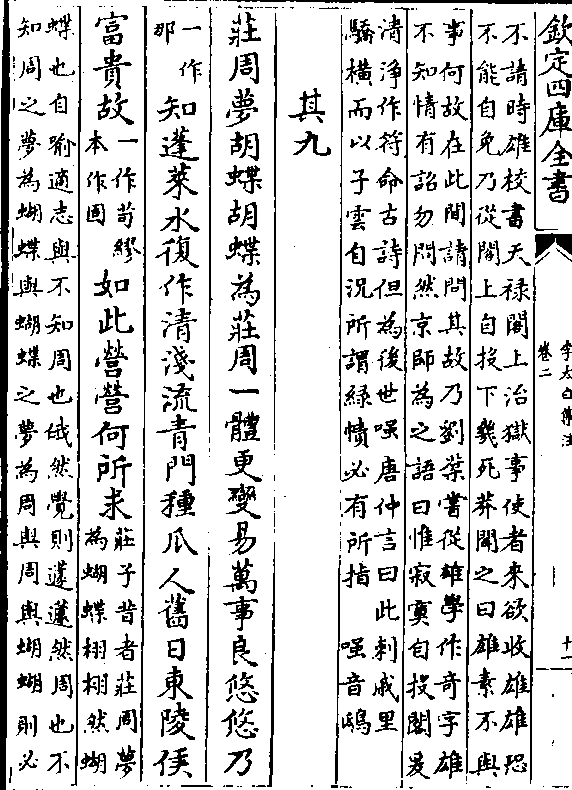 欽定四庫全書
李太白集注
卷二
十一
不請時雄校書天禄閣上治獄事使者來欲收雄雄恐
不能自免乃從閣上自投下幾死莽聞之曰雄素不與
事何故在此間請問其故乃劉棻嘗從雄學作奇字雄
不知情有詔勿問然京師為之語曰惟寂寞自投閣爰
清浄作符命古詩但為後世嗤唐仲言曰此刺戚里
驕横而以子雲自況所謂緑幘必有所指 嗤音鴟
其九
莊周夢胡蝶胡蝶為莊周一體更變易萬事良悠悠乃
一作
那
知蓬萊水復作清淺流青門種瓜人舊日東陵侯
富貴故
一作苟繆
本作固
如此營營何所求
莊子昔者莊周夢
為蝴蝶栩栩然蝴
蝶也自喻適志與不知周也俄然覺則蘧蘧然周也不
知周之夢為蝴蝶與蝴蝶之夢為周與周與蝴蝴則必